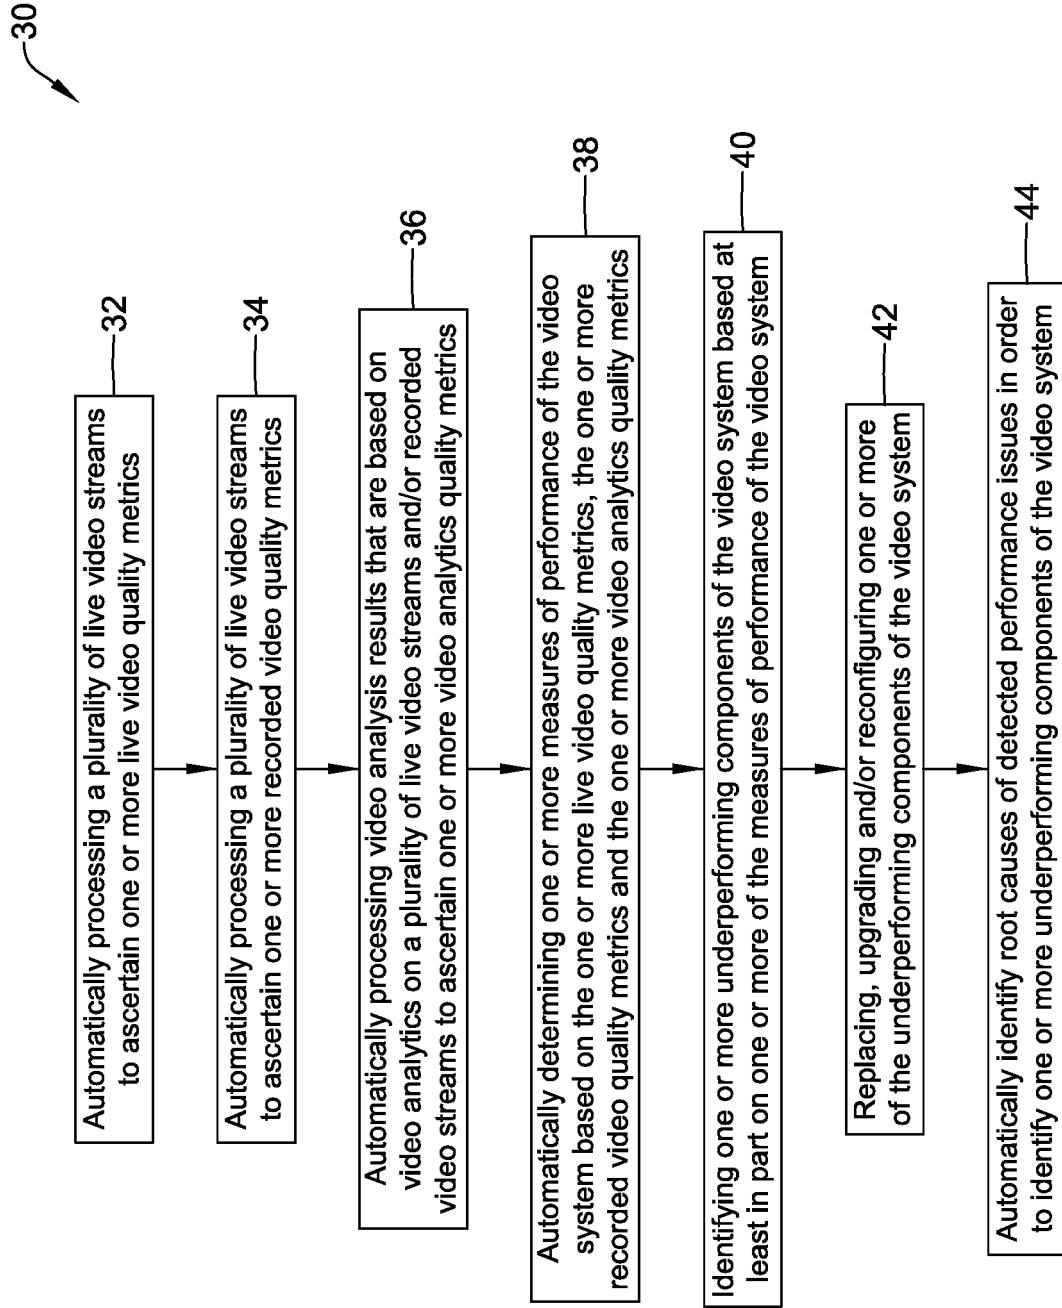 30
Automatically processing a plurality of live video streams
to ascertain one or more live video quality metrics
32
Automatically processing a plurality of live video streams
to ascertain one or more recorded video quality metrics
34
Automatically processing video analysis results that are based on
video analytics on a plurality of live video streams and/or recorded
video streams to ascertain one or more video analytics quality metrics
36
Automatically determining one or more measures of performance of the video
system based on the one or more live video quality metrics, the one or more
recorded video quality metrics and the one or more video analytics quality metrics
38
Identifying one or more underperforming components of the video system based at
least in part on one or more of the measures of performance of the video system
40
Replacing, upgrading and/or reconfiguring one or more
of the underperforming components of the video system
42
Automatically identify root causes of detected performance issues in order
to identify one or more underperforming components of the video system
44